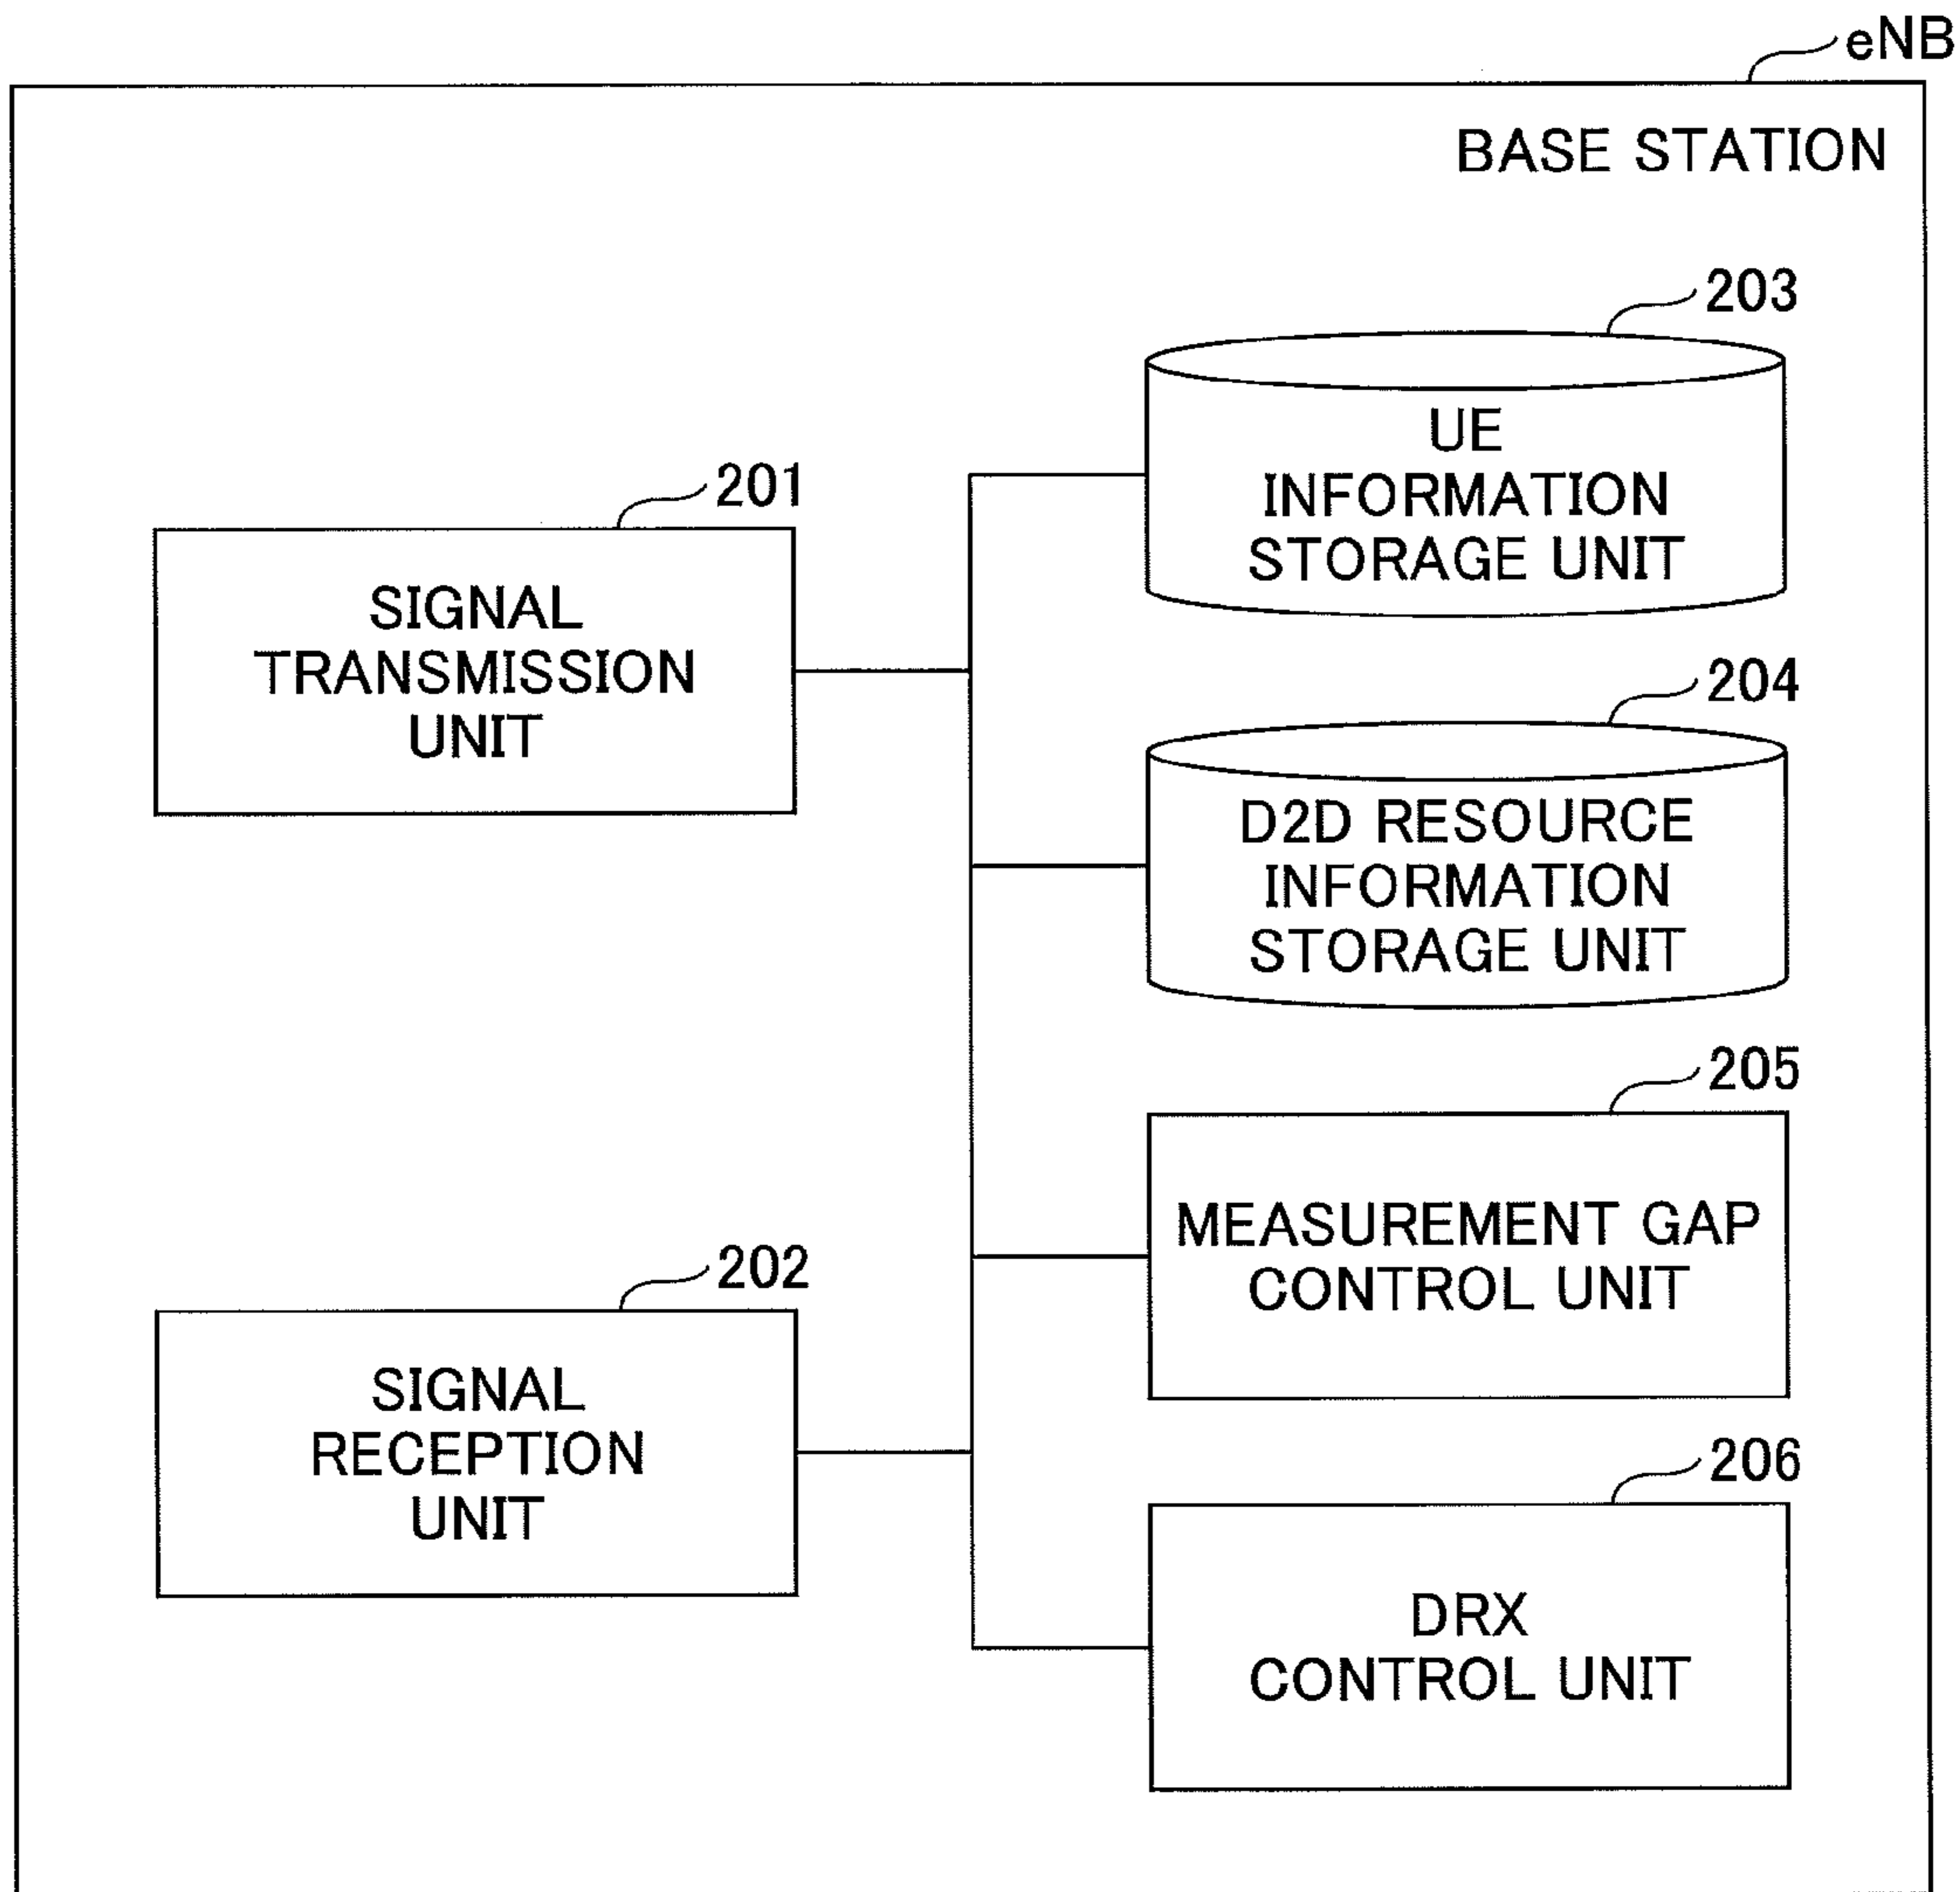 eNB
BASE STATION
201
SIGNAL
TRANSMISSION
UNIT
202
SIGNAL
RECEPTION
UNIT
203
UE
INFORMATION
STORAGE UNIT
204
D2D RESOURCE
INFORMATION
STORAGE UNIT
205
MEASUREMENT GAP
CONTROL UNIT
206
DRX
CONTROL UNIT